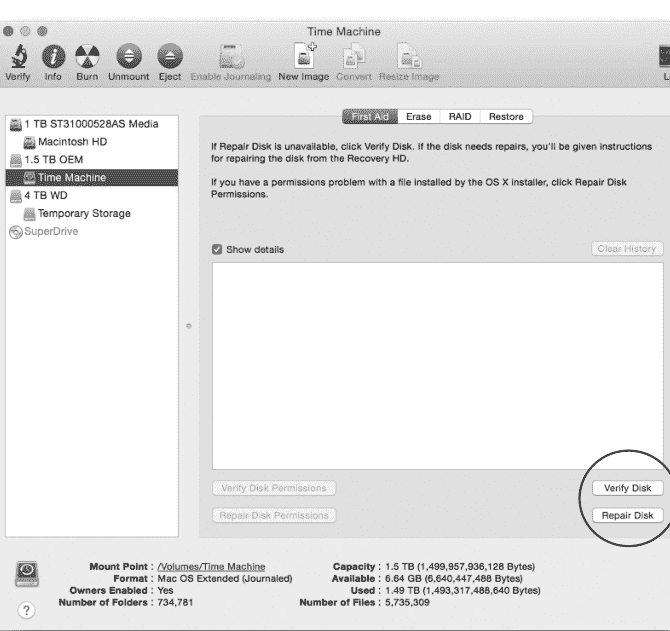 Time Machine
Verify Info Burn Unmount Eject Enable Journaling New Image Convert Resize Image
First Aid Erase RAID Restore
1 TB ST31000528AS Media
Macintosh HD
1.5 TB OEM
Time Machine
4 TB WD
Temporary Storage
SuperDrive
If Repair Disk is unavailable, click Verify Disk. If the disk needs repairs, you'll be given instructions
for repairing the disk from the Recovery HD.
If you have a permissions problem with a file installed by the OS X installer, click Repair Disk
Permissions.
Show details
Clear History
Verify Disk Permissions
Verify Disk
Repair Disk Permissions
Repair Disk
Mount Point : /Volumes/Time Machine
Format : Mac OS Extended (Journaled)
Owners Enabled : Yes
Number of Folders : 734,781
Capacity : 1.5 TB (1,499,957,936,128 Bytes)
Available : 6.64 GB (6,640,447,488 Bytes)
Used : 1.49 TB (1,493,317,488,640 Bytes)
Number of Files : 5,735,309
?